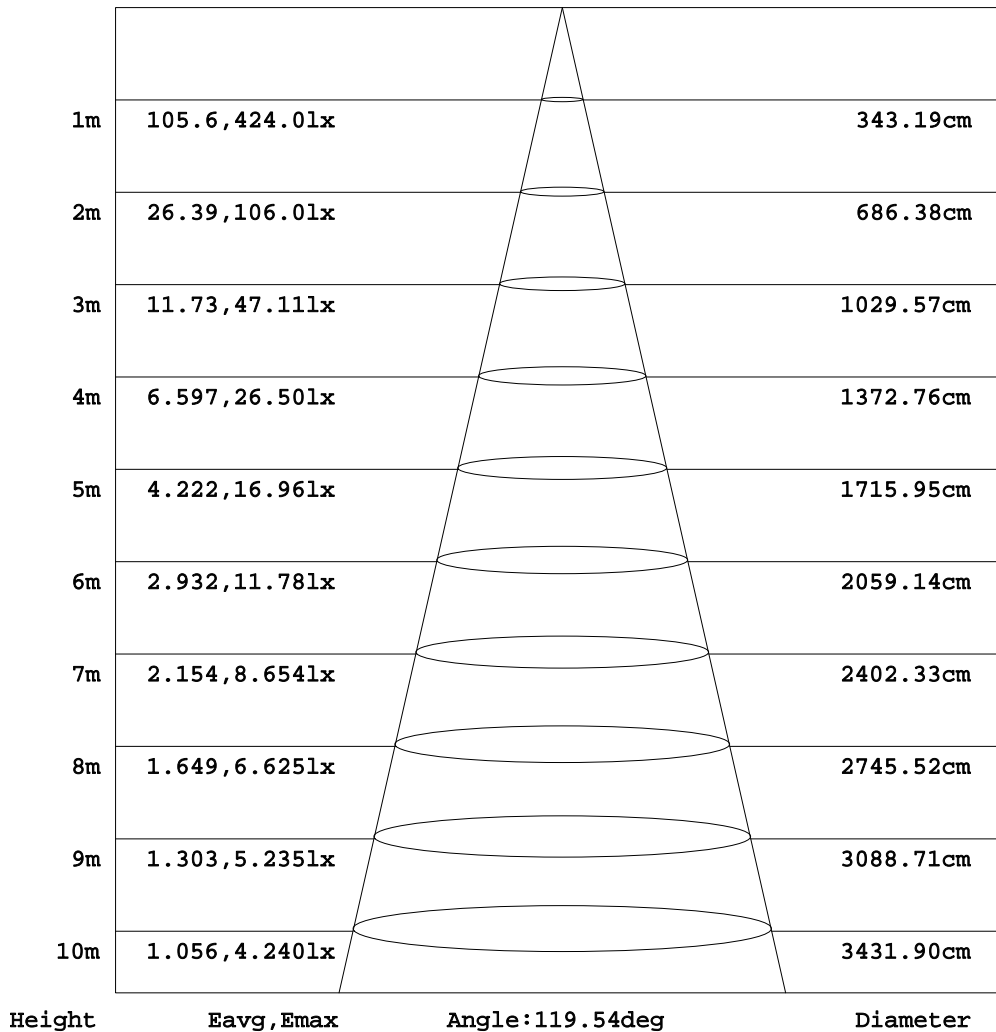 1m 105.6,424.0lx 343.19cm
2m 26.39,106.0lx 686.38cm
3m 11.73,47.11lx 1029.57cm
4m 6.597,26.50lx 1372.76cm
5m 4.222,16.96lx 1715.95cm
6m 2.932,11.78lx 2059.14cm
7m 2.154,8.654lx 2402.33cm
8m 1.649,6.625lx 2745.52cm
9m 1.303,5.235lx 3088.71cm
10m 1.056,4.240lx 3431.90cm
Height Eavg,Emax Angle:119.54deg Diameter